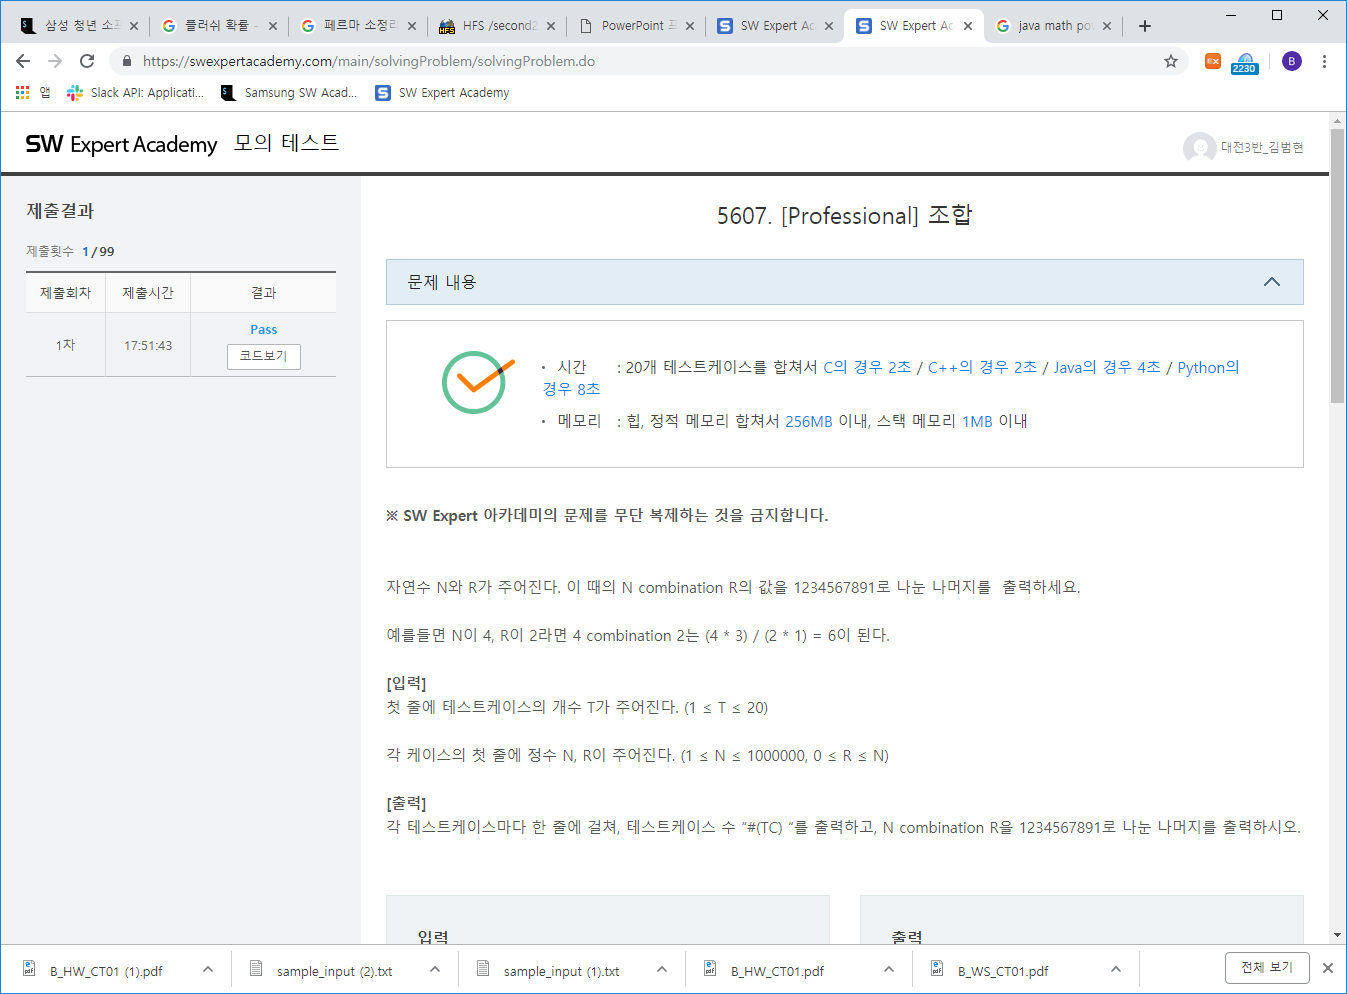 삼성 청년 소프
플러쉬 확률 -
페르마 소정리
HFS /second2
PowerPoint 프
SW Expert Ac
SW Expert Ac
java math po
https://swexpertacademy.com/main/solvingProblem/solvingProblem.do
2230
B
앱
Slack API: Applicati...
Samsung SW Acad...
SW Expert Academy
SW Expert Academy 모의 테스트
대전3반_김범현
제출결과
제출횟수 1 / 99
제출회차 제출시간 결과
1차 17:51:43 Pass
코드보기
5607. [Professional] 조합
문제 내용
· 시간 : 20개 테스트케이스를 합쳐서 C의 경우 2초 / C++의 경우 2초 / Java의 경우 4초 / Python의
경우 8초
· 메모리 : 힙, 정적 메모리 합쳐서 256MB 이내, 스택 메모리 1MB 이내
※ SW Expert 아카데미의 문제를 무단 복제하는 것을 금지합니다.
자연수 N와 R가 주어진다. 이 때의 N combination R의 값을 1234567891로 나눈 나머지를 출력하세요.
예를들면 N이 4, R이 2라면 4 combination 2는 (4 * 3) / (2 * 1) = 6이 된다.
[입력]
첫 줄에 테스트케이스의 개수 T가 주어진다. (1 ≤ T ≤ 20)
각 케이스의 첫 줄에 정수 N, R이 주어진다. (1 ≤ N ≤ 1000000, 0 ≤ R ≤ N)
[출력]
각 테스트케이스마다 한 줄에 걸쳐, 테스트케이스 수 “#(TC) “를 출력하고, N combination R을 1234567891로 나눈 나머지를 출력하시오.
입력
출력
B_HW_CT01 (1).pdf
sample_input (2).txt
sample_input (1).txt
B_HW_CT01.pdf
B_WS_CT01.pdf
전체 보기